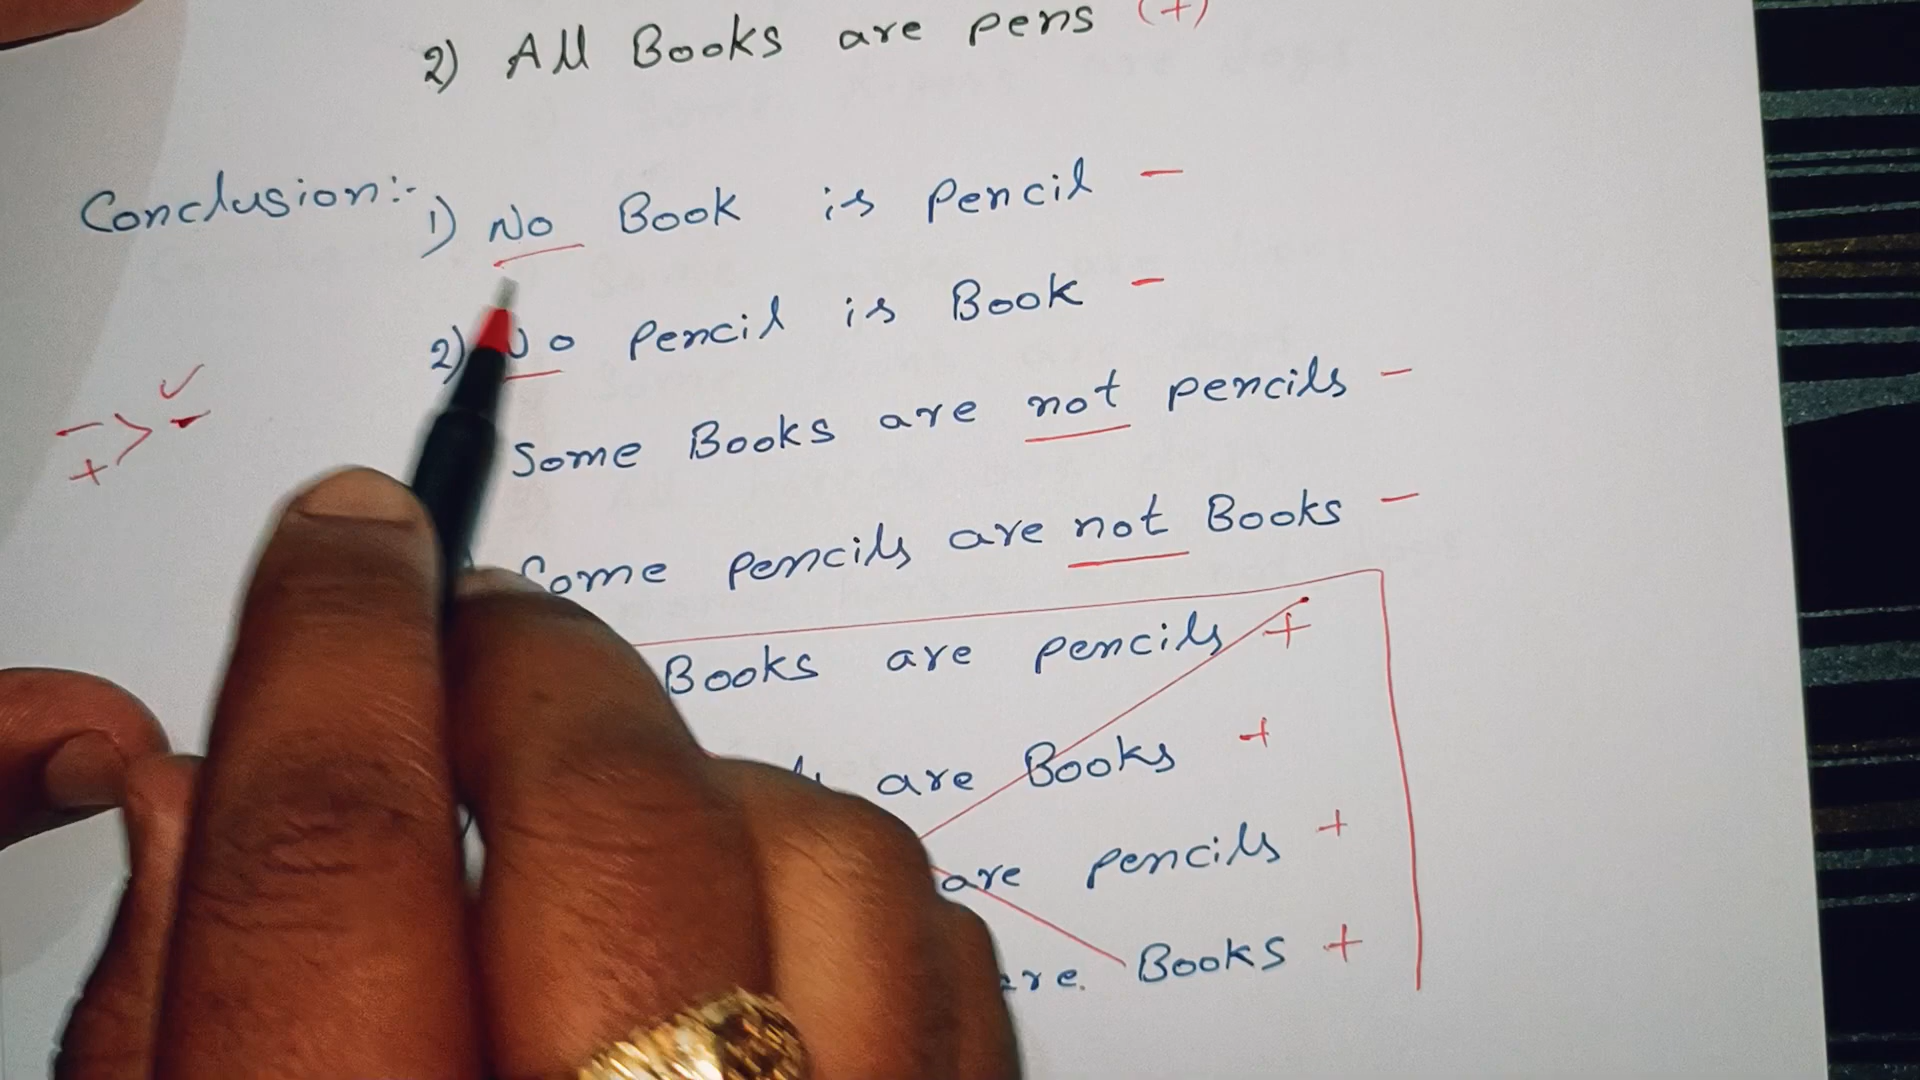 2) All Books are pens (+)
Conclusion:- 1) No Book is Pencil -
2) No Pencil is Book -
Some Books are not pencils -
Some pencils are not Books -
Books are pencils +
are Books +
are pencils +
are Books +
- + > - ✓